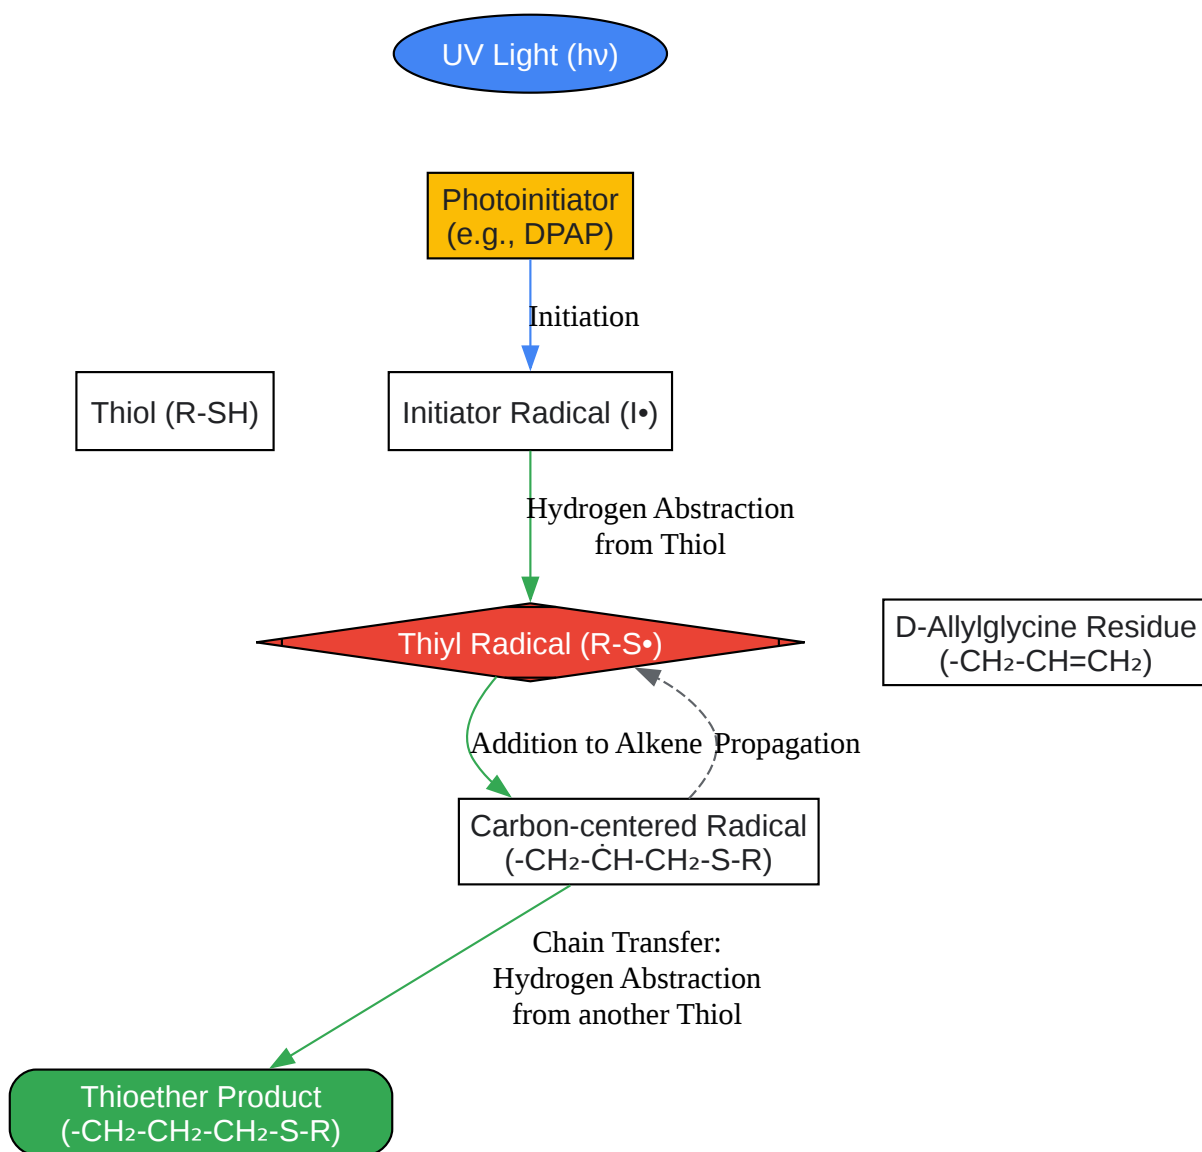 UV Light (hν)
Photoinitiator
(e.g., DPAP)
Initiation
Thiol (R-SH)
Initiator Radical (I•)
Hydrogen Abstraction
from Thiol
Thiyl Radical (R-S•)
D-Allylglycine Residue
(-CH₂-CH=CH₂)
Addition to Alkene
Propagation
Carbon-centered Radical
(-CH₂-ĊH-CH₂-S-R)
Chain Transfer:
Hydrogen Abstraction
from another Thiol
Thioether Product
(-CH₂-CH₂-CH₂-S-R)